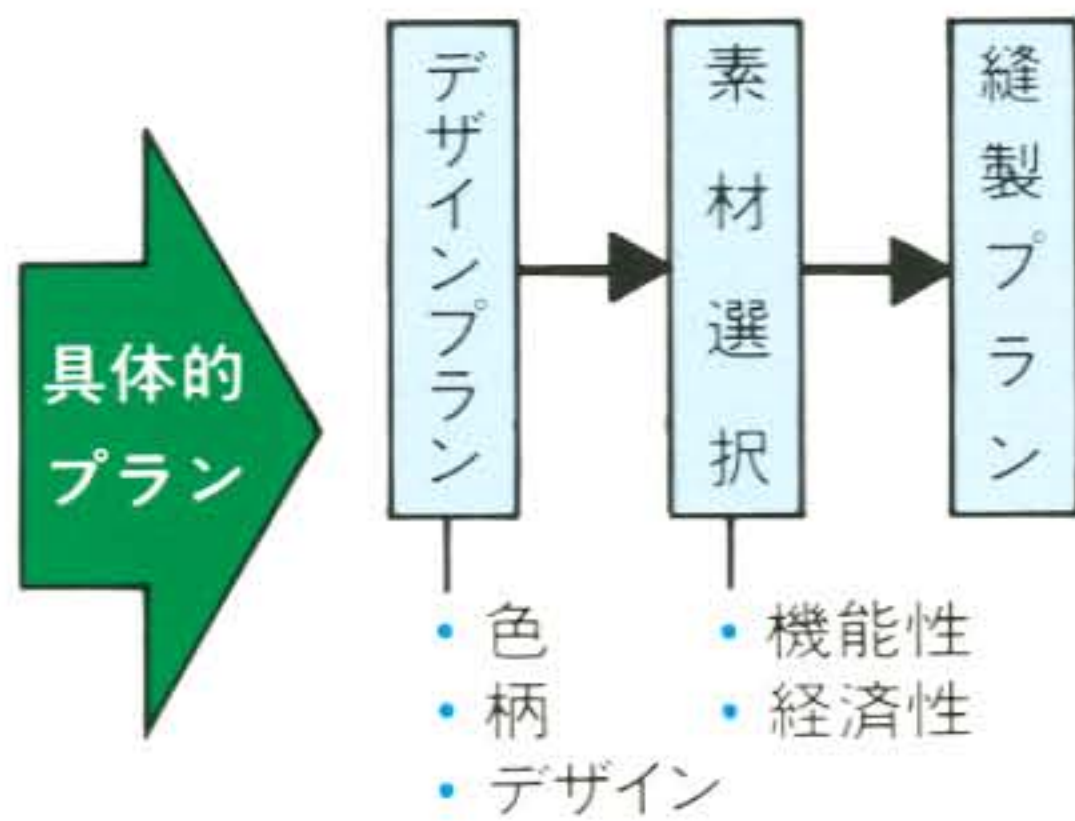 具体的
プラン
デザインプラン
素材選択
縫製プラン
・色
・柄
・デザイン
・機能性
・経済性